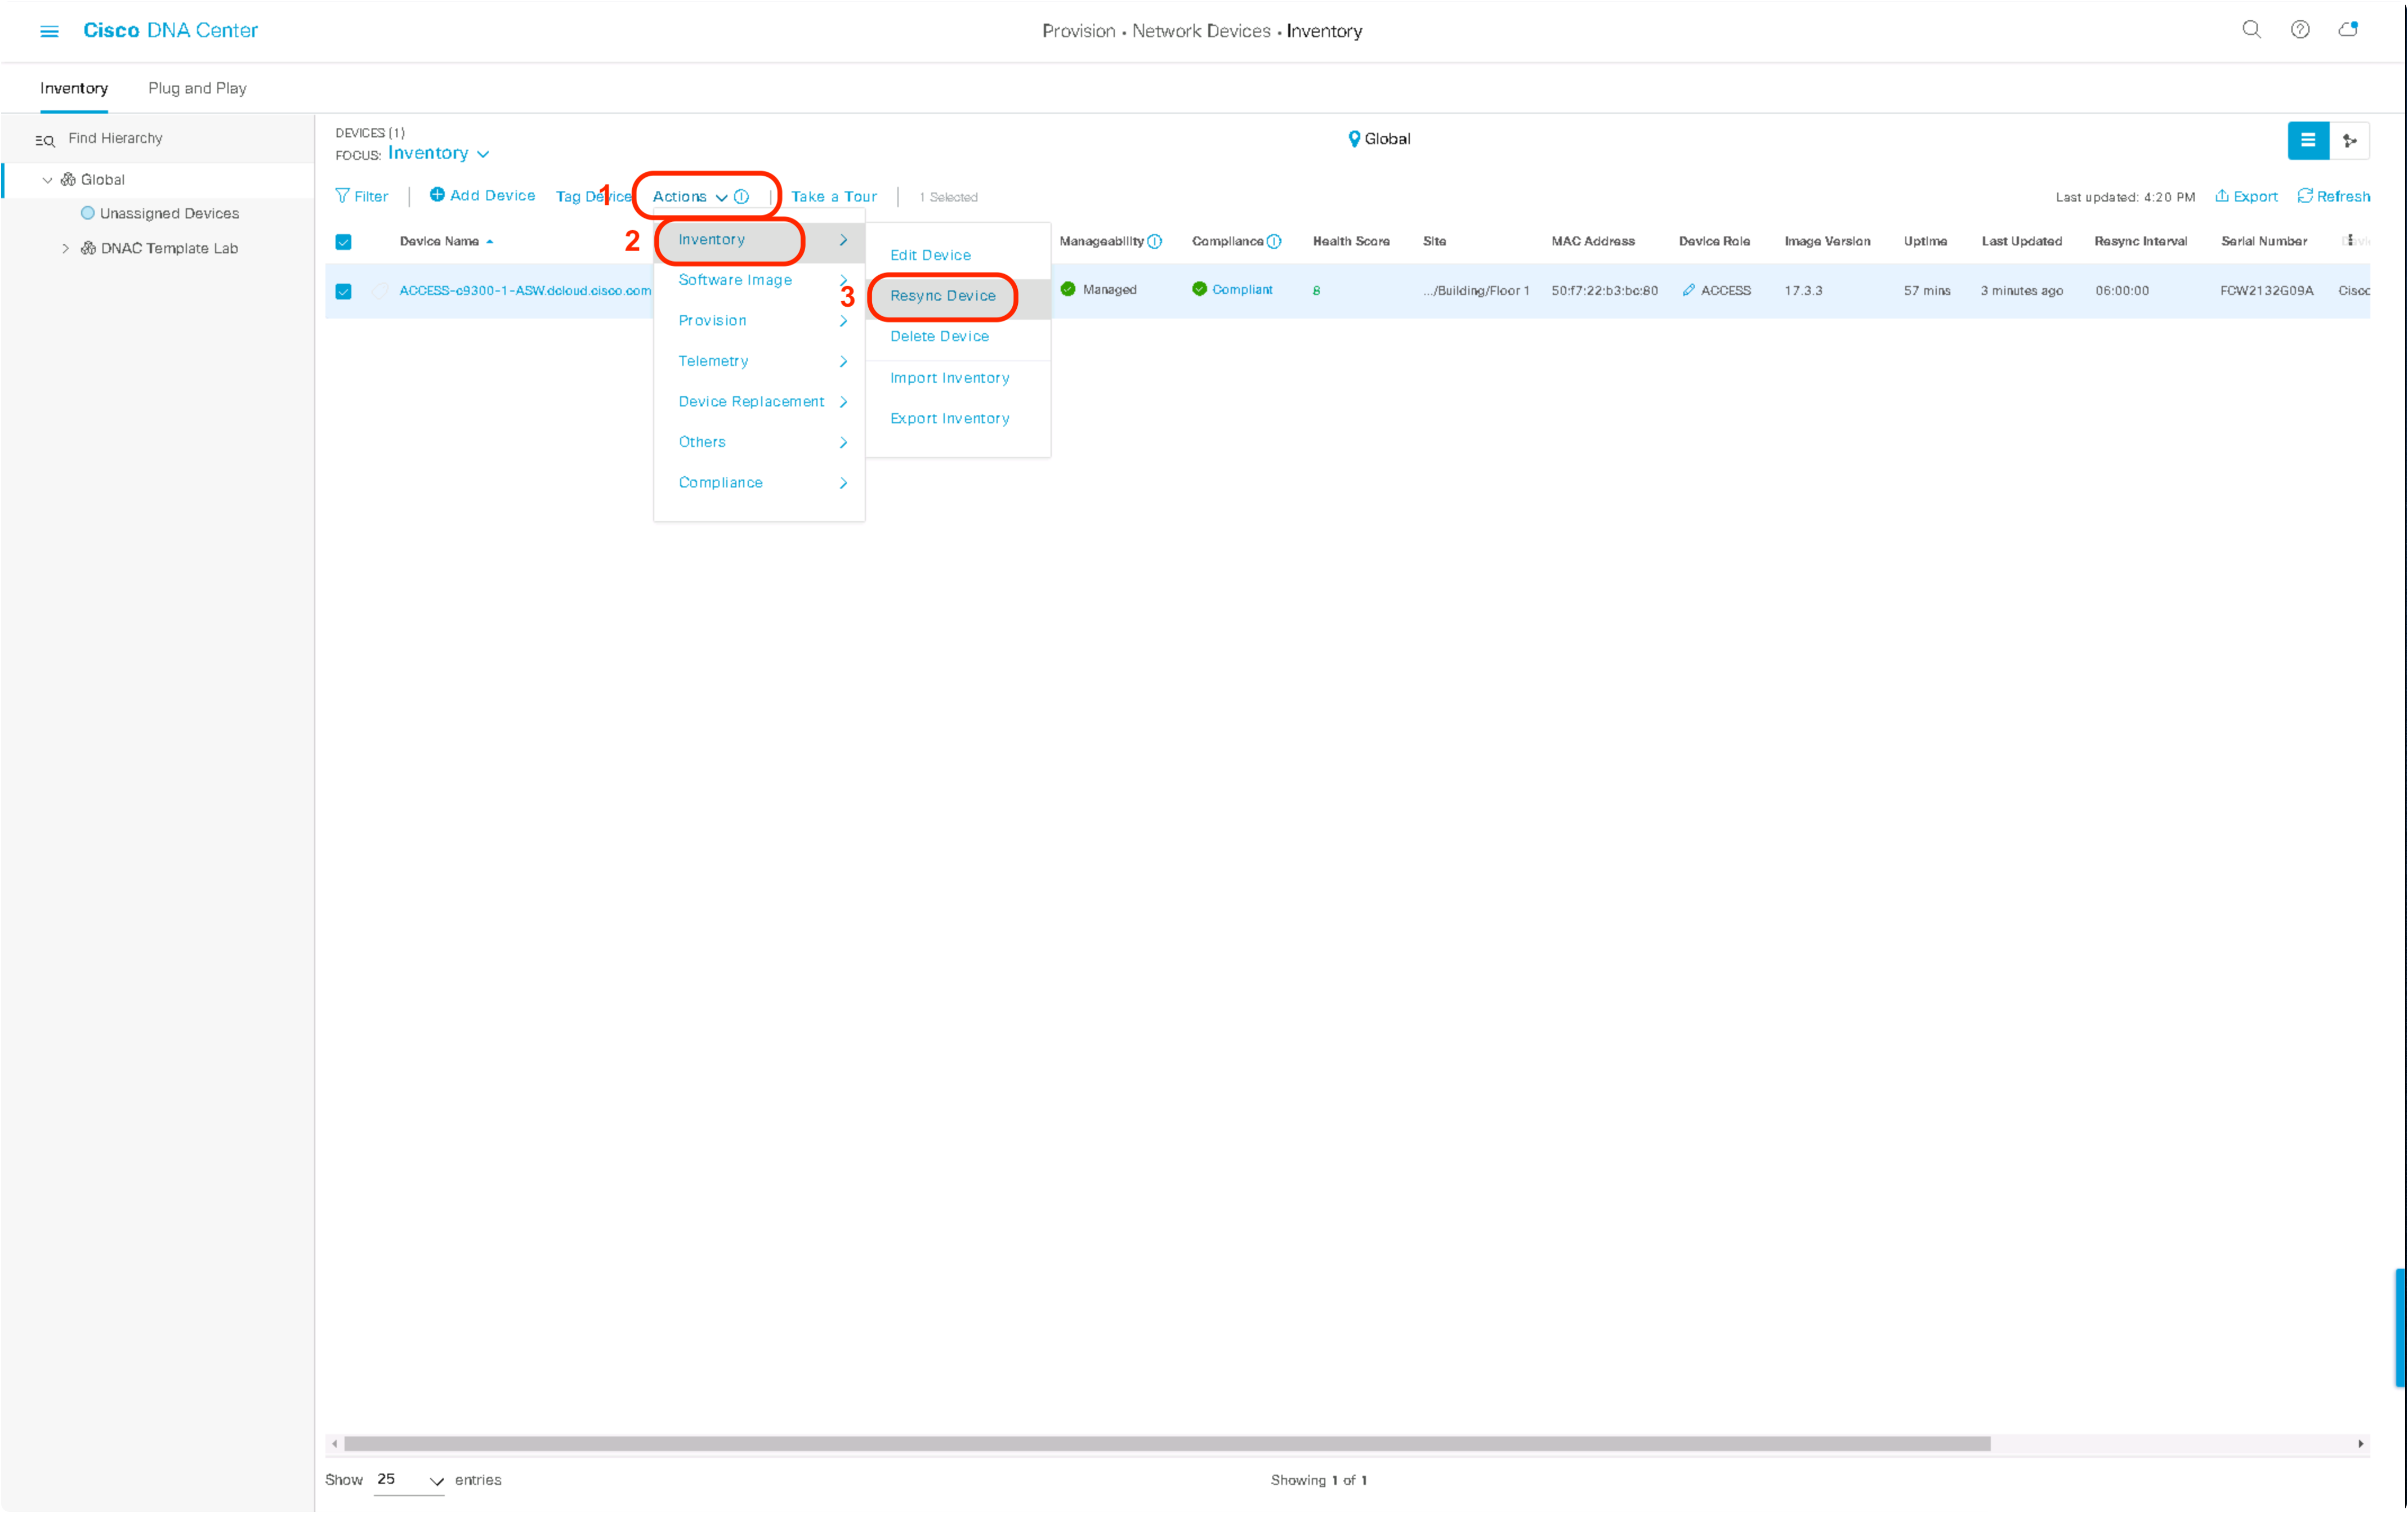 Cisco DNA Center
Provision • Network Devices • Inventory
Inventory Plug and Play
Find Hierarchy
Global
Unassigned Devices
DNAC Template Lab
DEVICES (1)
FOCUS: Inventory
Global
Filter Add Device Tag Device 1 Actions Take a Tour 1 Selected
Last updated: 4:20 PM Export Refresh
Device Name Manageability Compliance Health Score Site MAC Address Device Role Image Version Uptime Last Updated Resync Interval Serial Number
ACCESS-c9300-1-ASW.dcloud.cisco.com Managed Compliant 8 .../Building/Floor 1 50:f7:22:b3:bc:80 ACCESS 17.3.3 57 mins 3 minutes ago 06:00:00 FCW2132G09A Cisc
2 Inventory
Software Image
Provision
Telemetry
Device Replacement
Others
Compliance
Edit Device
3 Resync Device
Delete Device
Import Inventory
Export Inventory
Show 25 entries
Showing 1 of 1